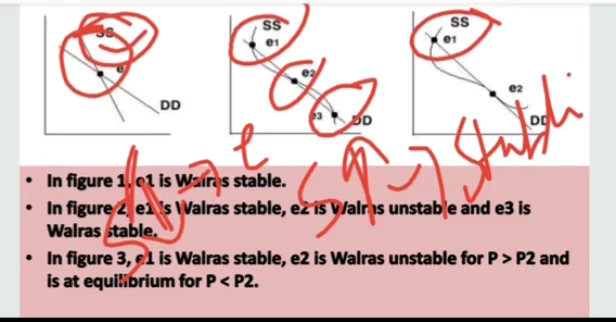 SS
e
DD
SS
e1
e2
e3
DD
SS
e1
e2
DD
• In figure 1, e1 is Walras stable.
• In figure 2, e1 is Walras stable, e2 is Walras unstable and e3 is
Walras stable.
• In figure 3, e1 is Walras stable, e2 is Walras unstable for P > P2 and
is at equilibrium for P < P2.